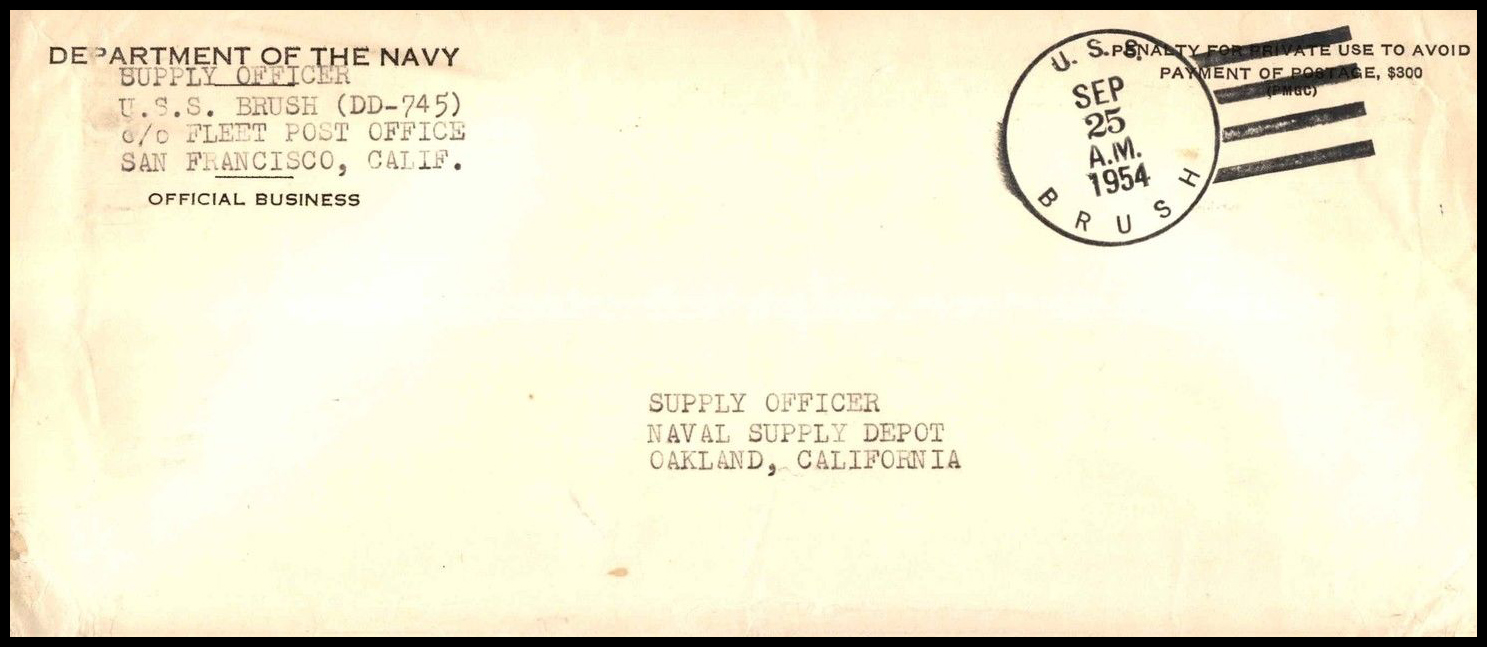 DEPARTMENT OF THE NAVY
SUPPLY OFFICER
U.S.S. BRUSH (DD-745)
c/o FLEET POST OFFICE
SAN FRANCISCO, CALIF.
OFFICIAL BUSINESS
U. S. S.
SEP
25
A.M.
1954
BRUSH
PENALTY FOR PRIVATE USE TO AVOID
PAYMENT OF POSTAGE, $300
(PMGC)
SUPPLY OFFICER
NAVAL SUPPLY DEPOT
OAKLAND, CALIFORNIA